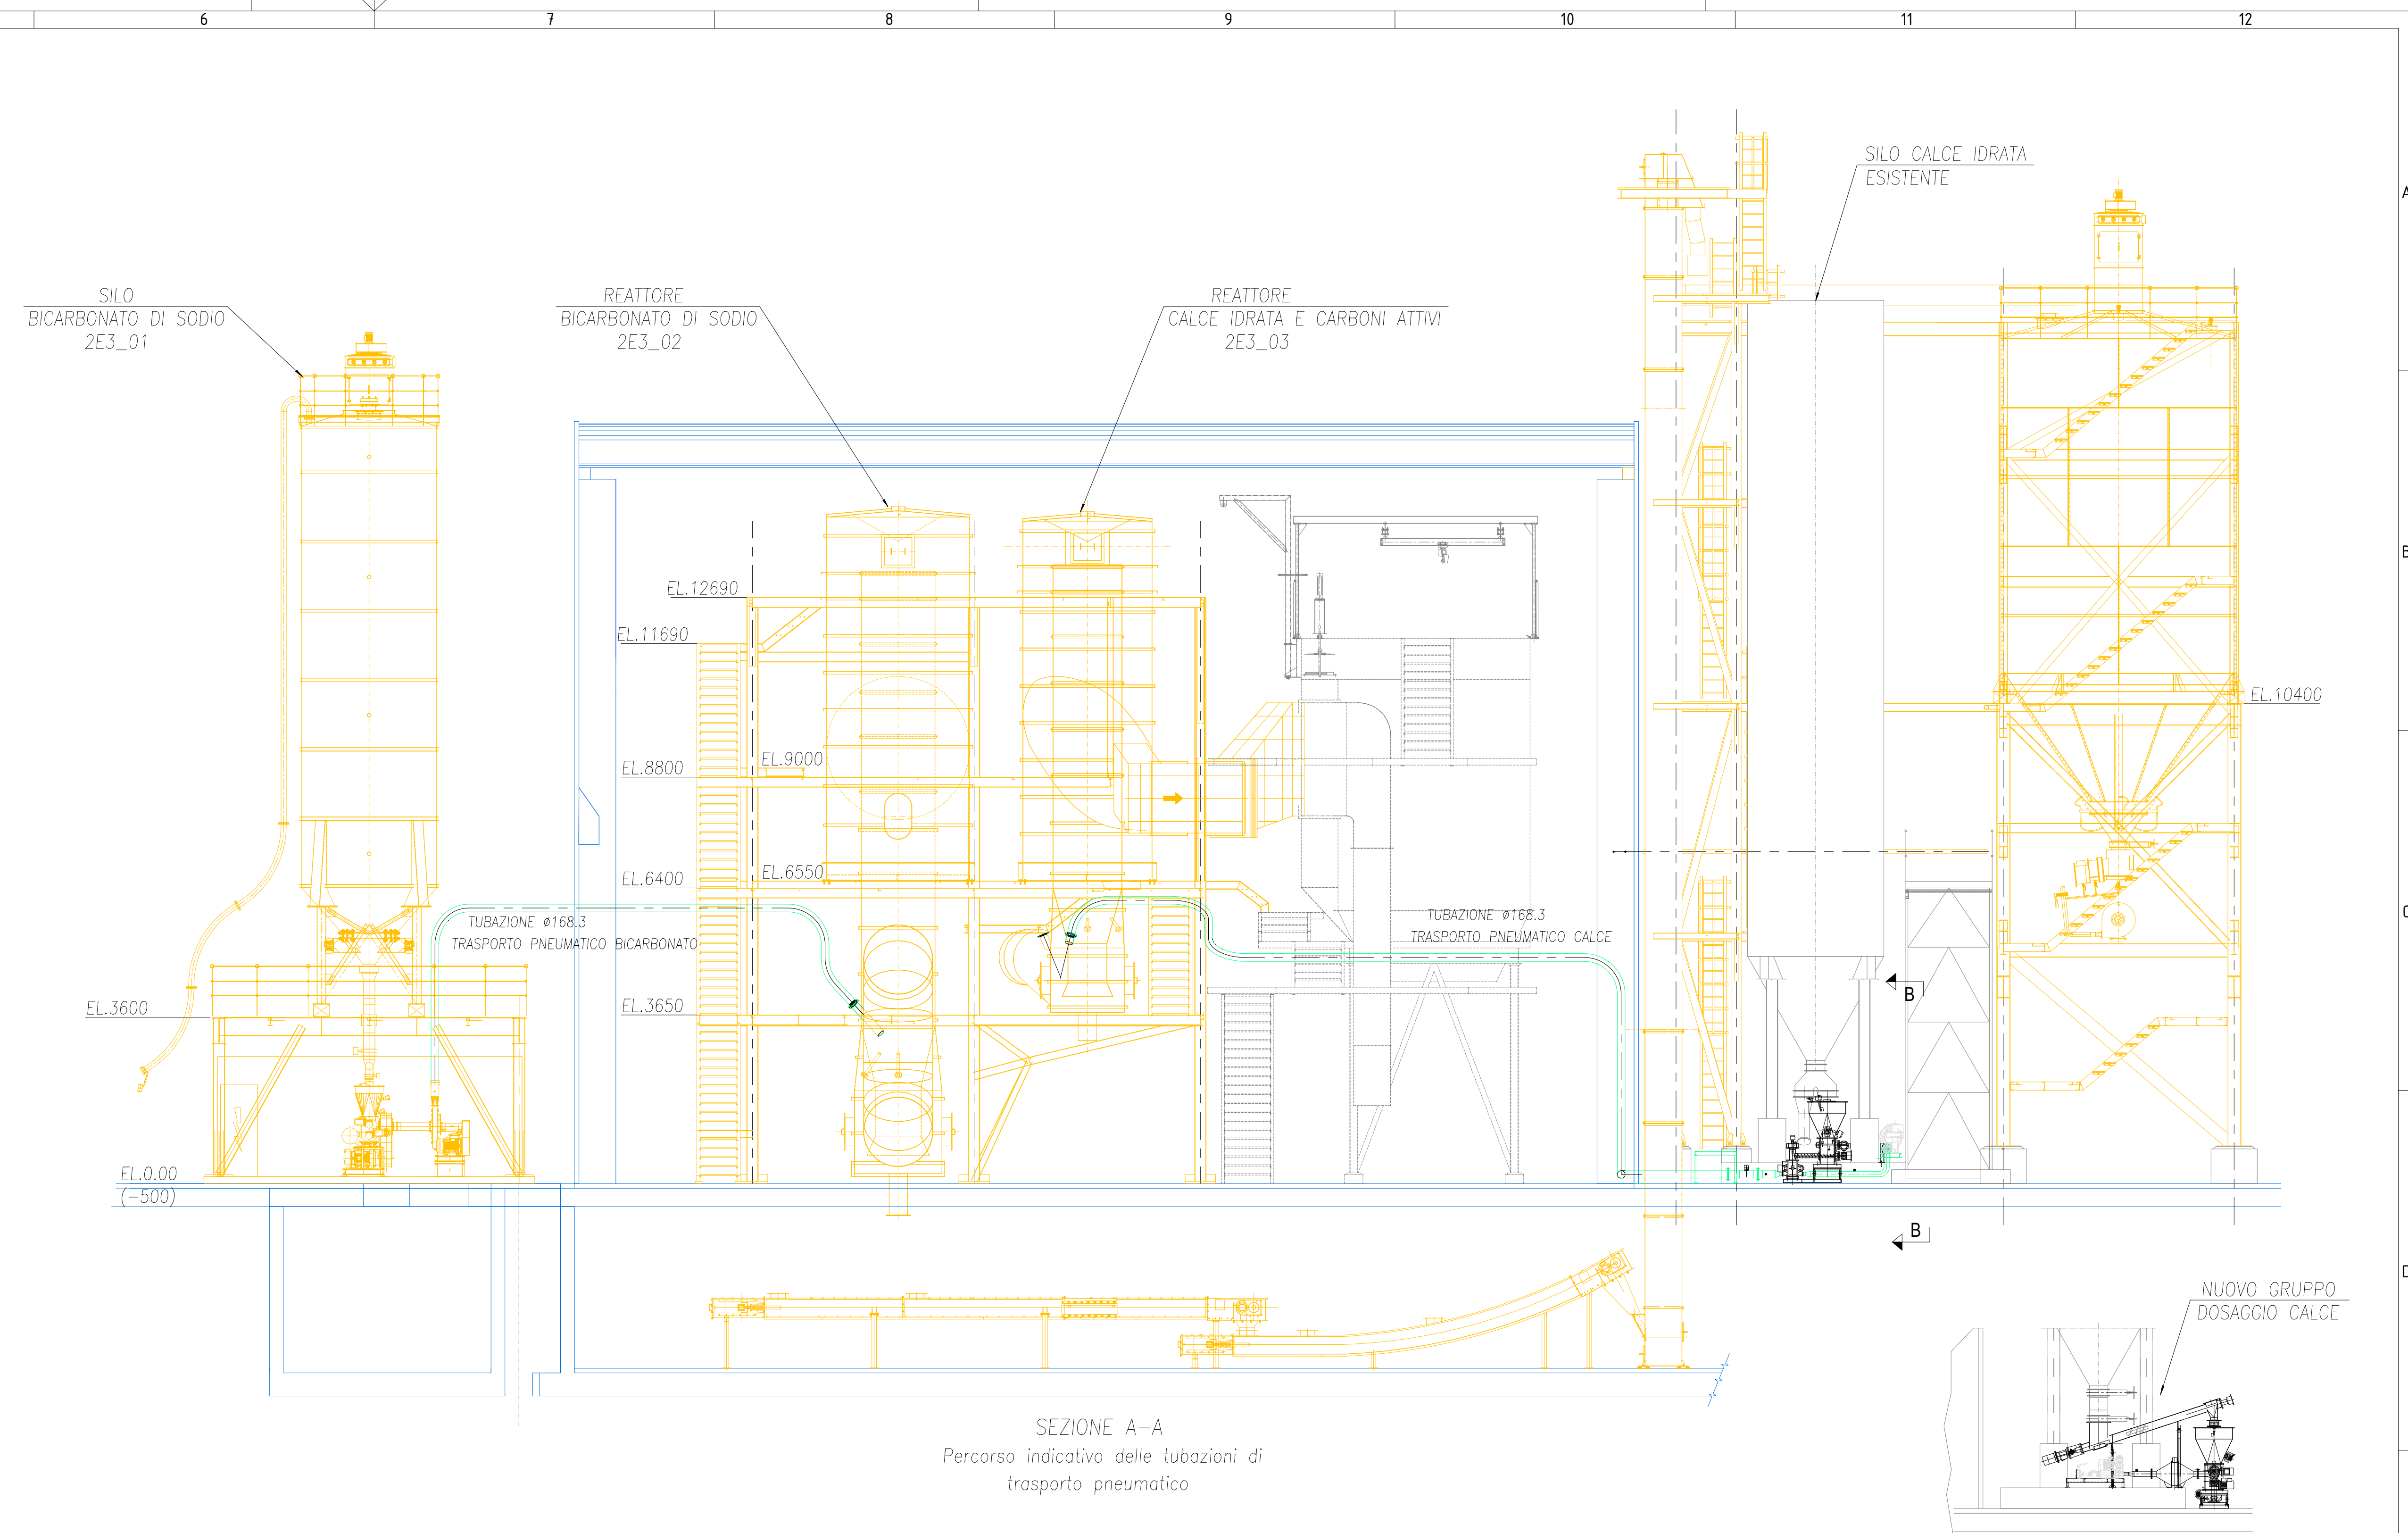 6
7
8
9
10
11
12
A
B
C
D
SILO CALCE IDRATA
ESISTENTE
SILO
BICARBONATO DI SODIO
2E3_01
REATTORE
BICARBONATO DI SODIO
2E3_02
REATTORE
CALCE IDRATA E CARBONI ATTIVI
2E3_03
EL.12690
EL.11690
EL.10400
EL.9000
EL.8800
EL.6550
EL.6400
TUBAZIONE ø168.3
TRASPORTO PNEUMATICO BICARBONATO
TUBAZIONE ø168.3
TRASPORTO PNEUMATICO CALCE
EL.3600
EL.3650
B
EL.0.00
(-500)
B
NUOVO GRUPPO
DOSAGGIO CALCE
SEZIONE A-A
Percorso indicativo delle tubazioni di
trasporto pneumatico